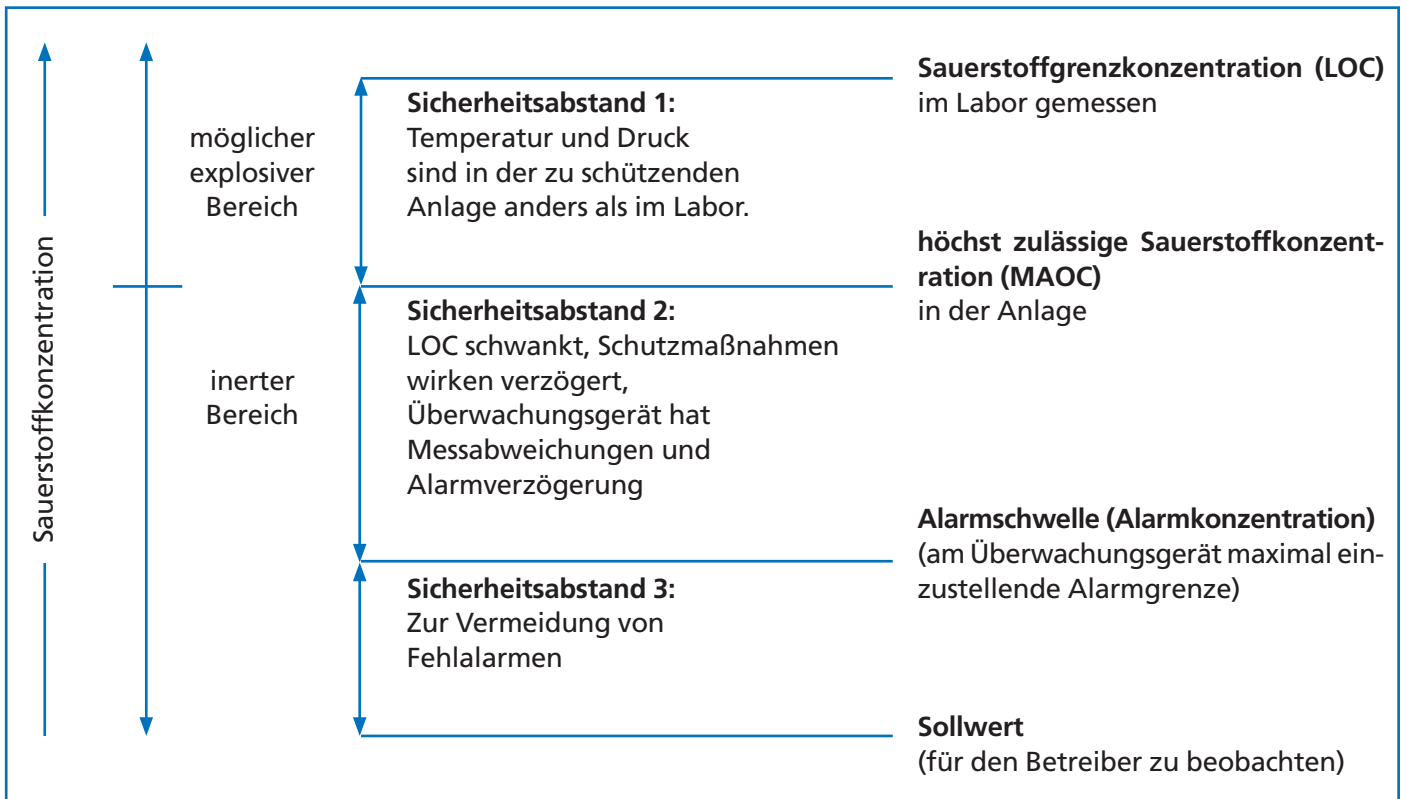 Sauerstoffkonzentration
möglicher
explosiver
Bereich
inerter
Bereich
Sicherheitsabstand 1:
Temperatur und Druck
sind in der zu schützenden
Anlage anders als im Labor.
Sicherheitsabstand 2:
LOC schwankt, Schutzmaßnahmen
wirken verzögert,
Überwachungsgerät hat
Messabweichungen und
Alarmverzögerung
Sicherheitsabstand 3:
Zur Vermeidung von
Fehlalarmen
Sauerstoffgrenzkonzentration (LOC)
im Labor gemessen
höchst zulässige Sauerstoffkonzent-
ration (MAOC)
in der Anlage
Alarmschwelle (Alarmkonzentration)
(am Überwachungsgerät maximal ein-
zustellende Alarmgrenze)
Sollwert
(für den Betreiber zu beobachten)